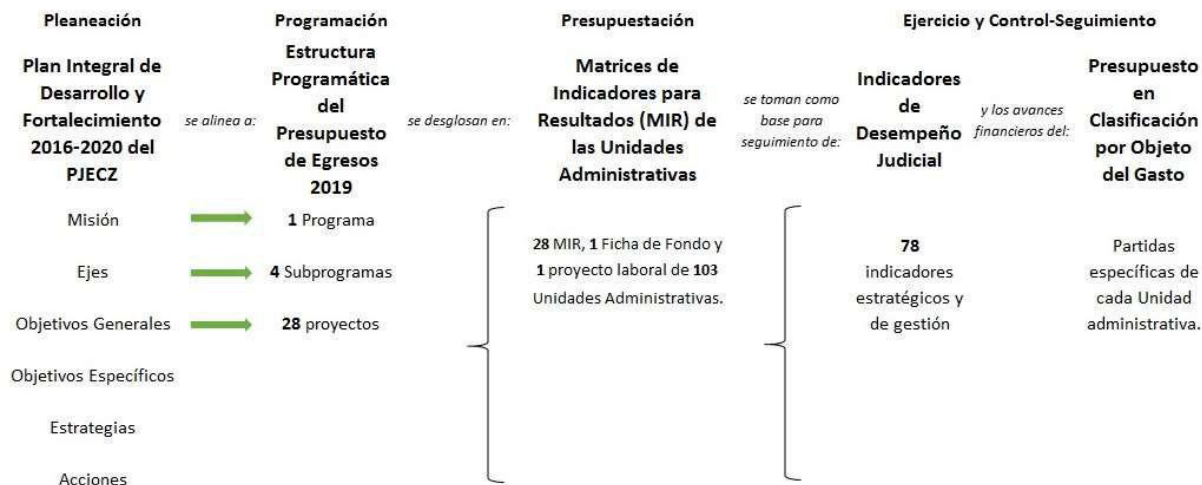 Pleaneación
Programación
Presupuestación
Ejercicio y Control-Seguimiento
Plan Integral de
Desarrollo y
Fortalecimiento
2016-2020 del
PJECZ
se alinea a:
Estructura
Programática
del
Presupuesto
de Egresos
2019
se desglosan en:
Matrices de
Indicadores para
Resultados (MIR) de
las Unidades
Administrativas
se toman como
base para
seguimiento de:
Indicadores
de
Desempeño
Judicial
y los avances
financieros del:
Presupuesto
en
Clasificación
por Objeto
del Gasto
Misión
1 Programa
Ejes
4 Subprogramas
Objetivos Generales
28 proyectos
Objetivos Específicos
Estrategias
Acciones
28 MIR, 1 Ficha de Fondo y
1 proyecto laboral de 103
Unidades Administrativas.
78
indicadores
estratégicos y
de gestión
Partidas
específicas de
cada Unidad
administrativa.